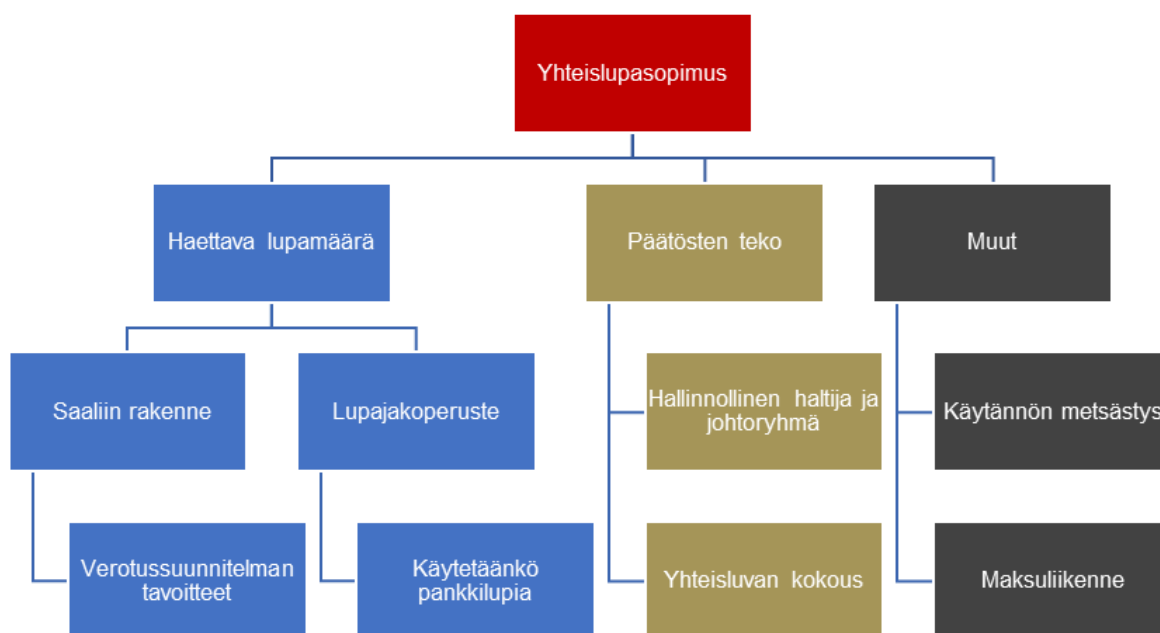 Yhteislupasopimus
Haettava lupamäärä
Päätösten teko
Muut
Saaliin rakenne
Lupajakoperuste
Hallinnollinen haltija ja
johtoryhmä
Käytännön metsästys
Verotussuunnitelman
tavoitteet
Käytetäänkö
pankkilupia
Yhteisluvan kokous
Maksuliikenne